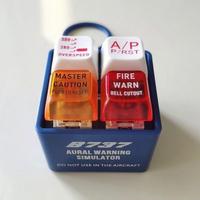 OVERSPEED
A/P
P/RST
MASTER
CAUTION
FIRE
WARN
BELL CUTOUT
B737
AURAL WARNING
SIMULATOR
DO NOT USE IN THE AIRCRAFT